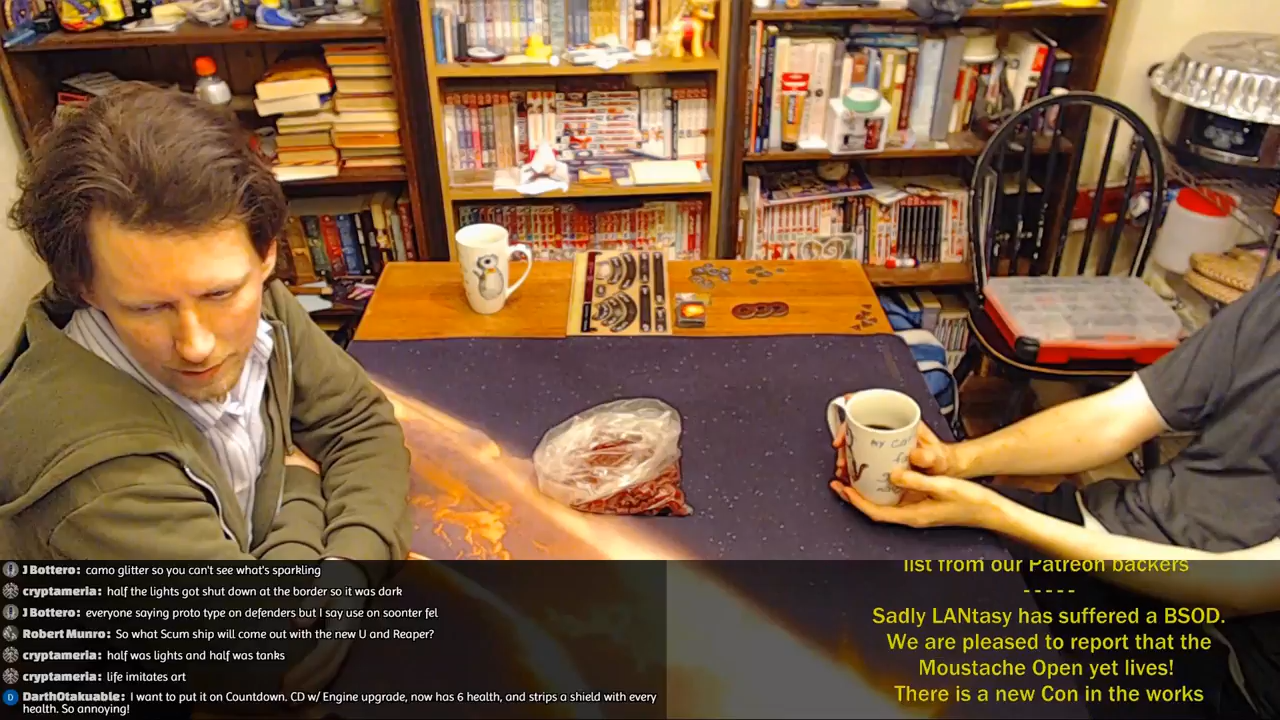 MY CA
J Bottero: camo glitter so you can't see what's sparkling
cryptameria: half the lights got shut down at the border so it was dark
J Bottero: everyone saying proto type on defenders but I say use on soonter fel
Robert Munro: So what Scum ship will come out with the new U and Reaper?
cryptameria: half was lights and half was tanks
cryptameria: life imitates art
D DarthOtakuable: I want to put it on Countdown. CD w/ Engine upgrade, now has 6 health, and strips a shield with every
health. So annoying!
list from our Patreon backers
- - - - -
Sadly LANtasy has suffered a BSOD.
We are pleased to report that the
Moustache Open yet lives!
There is a new Con in the works